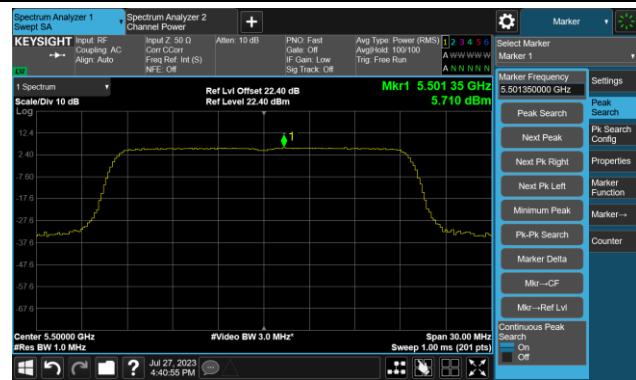 Spectrum Analyzer 1
Swept SA
Spectrum Analyzer 2
Channel Power
+
Marker
KEYSIGHT
Input: RF
Coupling: AC
Align: Auto
Input Z: 50 Ω
Corr CCorr
Freq Ref: Int (S)
NFE: Off
Atten: 10 dB
PNO: Fast
Gate: Off
IF Gain: Low
Sig Track: Off
Avg Type: Power (RMS)
Avg|Hold: 100/100
Trig: Free Run
1 2 3 4 5 6
A W W W W W
A N N N N N
LW
1 Spectrum
Scale/Div 10 dB
Log
Ref Lvl Offset 22.40 dB
Ref Level 22.40 dBm
Mkr1 5.501 35 GHz
5.710 dBm
1
12.4
2.40
-7.60
-17.6
-27.6
-37.6
-47.6
-57.6
-67.6
Center 5.50000 GHz
#Res BW 1.0 MHz
#Video BW 3.0 MHz*
Span 30.00 MHz
Sweep 1.00 ms (201 pts)
Select Marker
Marker 1
Marker Frequency
5.501350000 GHz
Peak Search
Next Peak
Next Pk Right
Next Pk Left
Minimum Peak
Pk-Pk Search
Marker Delta
Mkr→CF
Mkr→Ref Lvl
Continuous Peak
Search
On
Off
Settings
Peak
Search
Pk Search
Config
Properties
Marker
Function
Marker→
Counter
?
Jul 27, 2023
4:40:55 PM